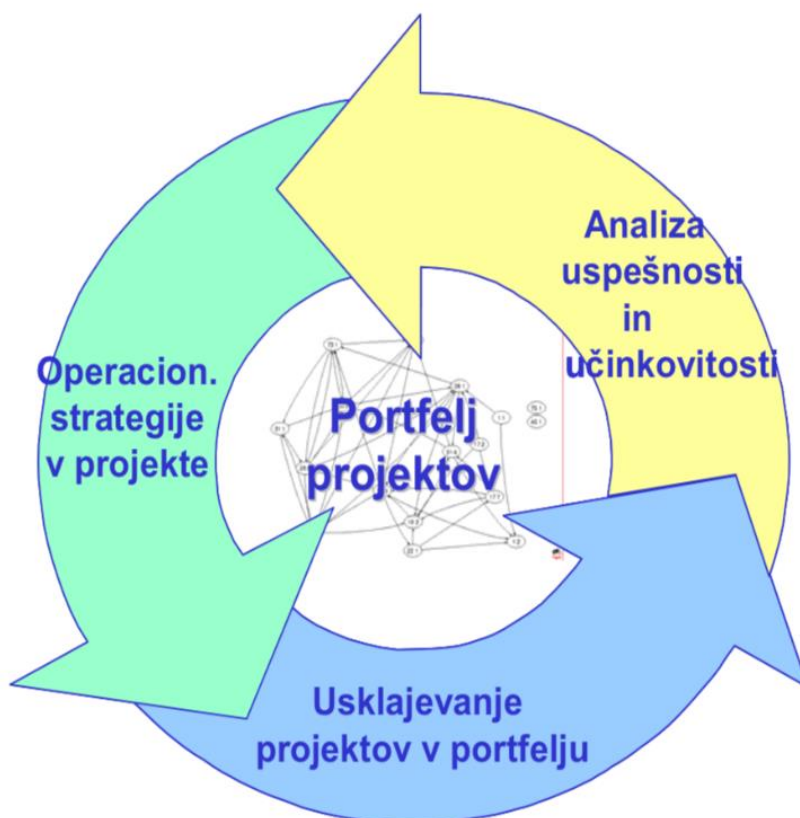 Analiza
uspešnosti
in
učinkovitosti
Operacion.
strategije
v projekte
Portfelj
projektov
Usklajevanje
projektov v portfelju